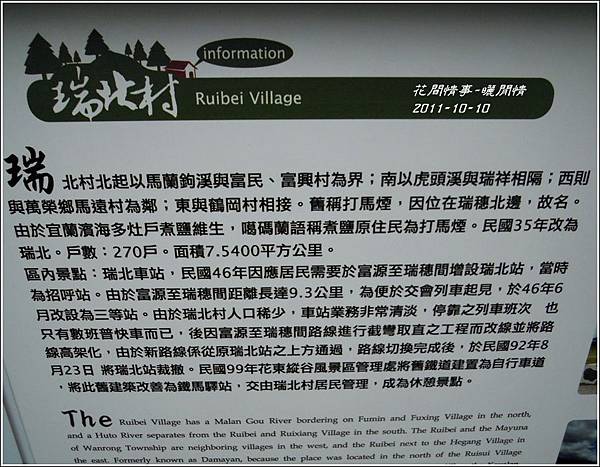 information
瑞北村
Ruibei Village
花間情事-曬閒情
2011-10-10
瑞 北村北起以馬蘭鉤溪與富民、富興村為界；南以虎頭溪與瑞祥相隔；西則
與萬榮鄉馬遠村為鄰；東與鶴岡村相接。舊稱打馬煙，因位在瑞穗北邊，故名。
由於宜蘭濱海多灶戶煮鹽維生，噶碼蘭語稱煮鹽原住民為打馬煙。民國35年改為
瑞北。戶數：270戶。面積7.5400平方公里。
區內景點：瑞北車站，民國46年因應居民需要於富源至瑞穗間增設瑞北站，當時
為招呼站。由於富源至瑞穗間距離長達9.3公里，為便於交會列車起見，於46年6
月改設為三等站。由於瑞北村人口稀少，車站業務非常清淡，停靠之列車班次 也
只有數班普快車而已，後因富源至瑞穗間路線進行截彎取直之工程而改線並將路
線高架化，由於新路線係從原瑞北站之上方通過，路線切換完成後，於民國92年8
月23日 將瑞北站裁撤。民國99年花東縱谷風景區管理處將舊鐵道建置為自行車道
，將此舊建築改善為鐵馬驛站，交由瑞北村居民管理，成為休憩景點。
The Ruibei Village has a Malan Gou River bordering on Fumin and Fuxing Village in the north,
and a Huto River separates from the Ruibei and Ruixiang Village in the south. The Ruibei and the Mayuna
of Wanrong Township are neighboring villages in the west, and the Ruibei next to the Hegang Village in
the east. Formerly known as Damayan, because the place was located in the north of the Ruisui Village